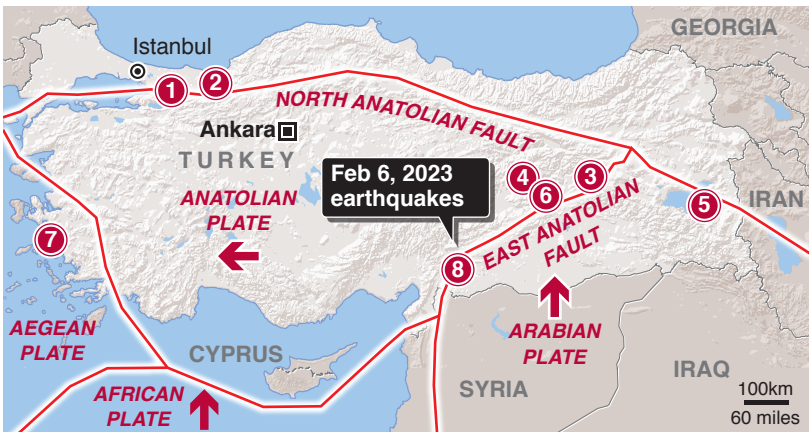 GEORGIA
Istanbul
1
2
NORTH ANATOLIAN FAULT
Ankara
TURKEY
Feb 6, 2023
earthquakes
4
3
6
5
IRAN
ANATOLIAN
PLATE
EAST ANATOLIAN
FAULT
7
8
AEGEAN
PLATE
CYPRUS
ARABIAN
PLATE
AFRICAN
PLATE
SYRIA
IRAQ
100km
60 miles